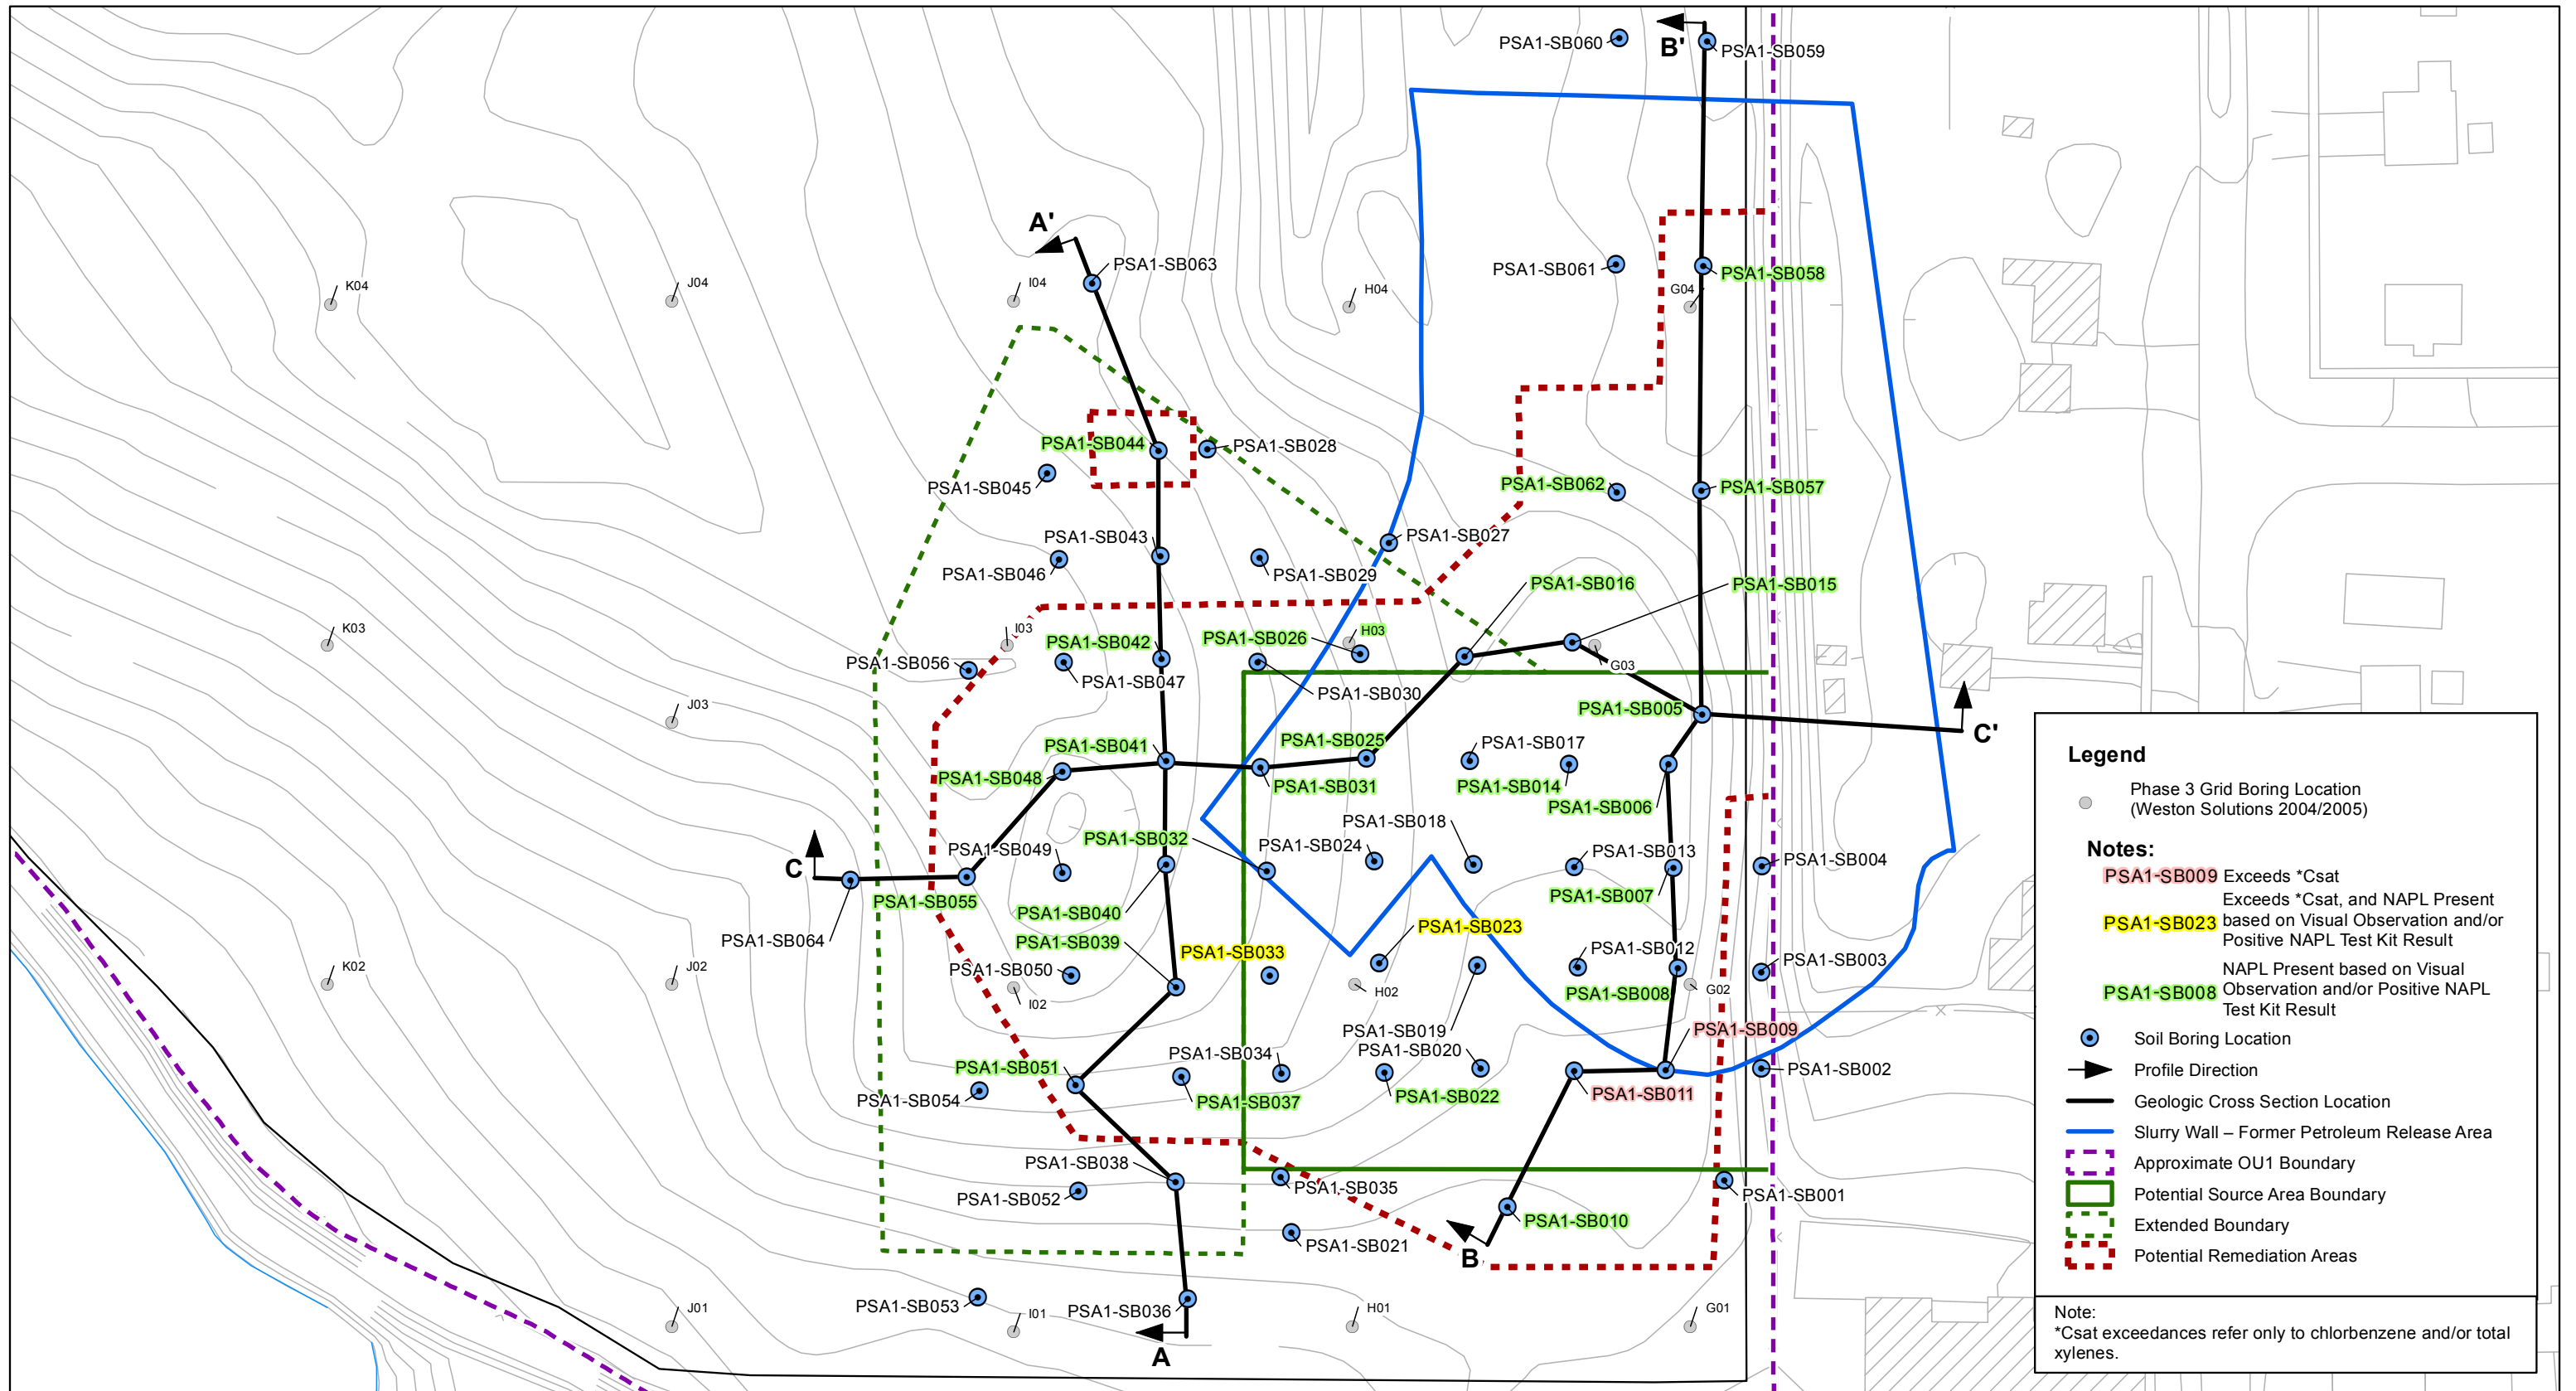 PSA1-SB060
B'
PSA1-SB059
A'
PSA1-SB063
PSA1-SB061
PSA1-SB058
K04
J04
I04
H04
G04
PSA1-SB044
PSA1-SB028
PSA1-SB045
PSA1-SB062
PSA1-SB057
PSA1-SB043
PSA1-SB027
PSA1-SB046
PSA1-SB029
PSA1-SB016
PSA1-SB015
K03
I03
H03
PSA1-SB042
PSA1-SB026
PSA1-SB056
G03
PSA1-SB047
PSA1-SB030
J03
PSA1-SB005
C'
PSA1-SB041
PSA1-SB025
PSA1-SB017
PSA1-SB048
PSA1-SB031
PSA1-SB014
PSA1-SB006
PSA1-SB018
PSA1-SB032
PSA1-SB049
PSA1-SB024
PSA1-SB013
PSA1-SB004
C
PSA1-SB055
PSA1-SB007
PSA1-SB040
PSA1-SB023
PSA1-SB064
PSA1-SB039
PSA1-SB033
PSA1-SB012
PSA1-SB003
K02
J02
PSA1-SB050
I02
H02
PSA1-SB008
G02
PSA1-SB019
PSA1-SB009
PSA1-SB034
PSA1-SB020
PSA1-SB051
PSA1-SB002
PSA1-SB054
PSA1-SB037
PSA1-SB022
PSA1-SB011
PSA1-SB038
PSA1-SB052
PSA1-SB035
PSA1-SB001
PSA1-SB010
PSA1-SB021
B
PSA1-SB053
PSA1-SB036
J01
I01
H01
G01
A
Legend
Phase 3 Grid Boring Location
(Weston Solutions 2004/2005)
Notes:
PSA1-SB009 Exceeds *Csat
Exceeds *Csat, and NAPL Present
PSA1-SB023 based on Visual Observation and/or
Positive NAPL Test Kit Result
NAPL Present based on Visual
PSA1-SB008 Observation and/or Positive NAPL
Test Kit Result
Soil Boring Location
Profile Direction
Geologic Cross Section Location
Slurry Wall – Former Petroleum Release Area
Approximate OU1 Boundary
Potential Source Area Boundary
Extended Boundary
Potential Remediation Areas
Note:
*Csat exceedances refer only to chlorbenzene and/or total
xylenes.